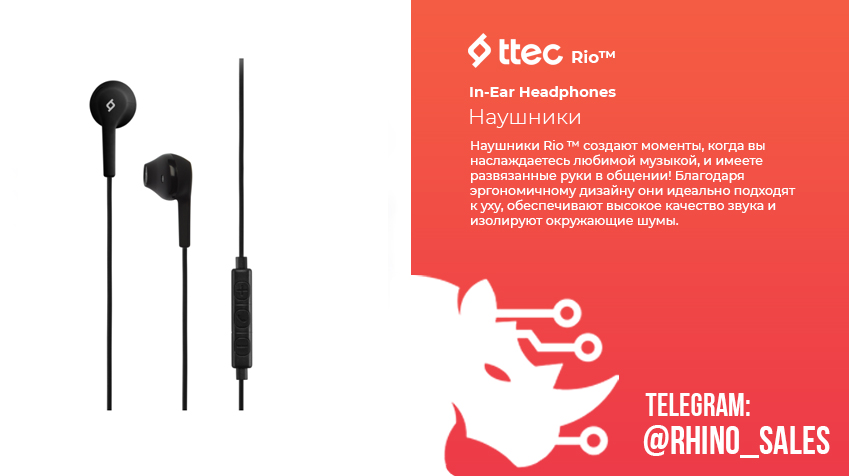 ttec Rio™
In-Ear Headphones
Наушники
Наушники Rio ™ создают моменты, когда вы
наслаждаетесь любимой музыкой, и имеете
развязанные руки в общении! Благодаря
эргономичному дизайну они идеально подходят
к уху, обеспечивают высокое качество звука и
изолируют окружающие шумы.
TELEGRAM:
@RHINO_SALES